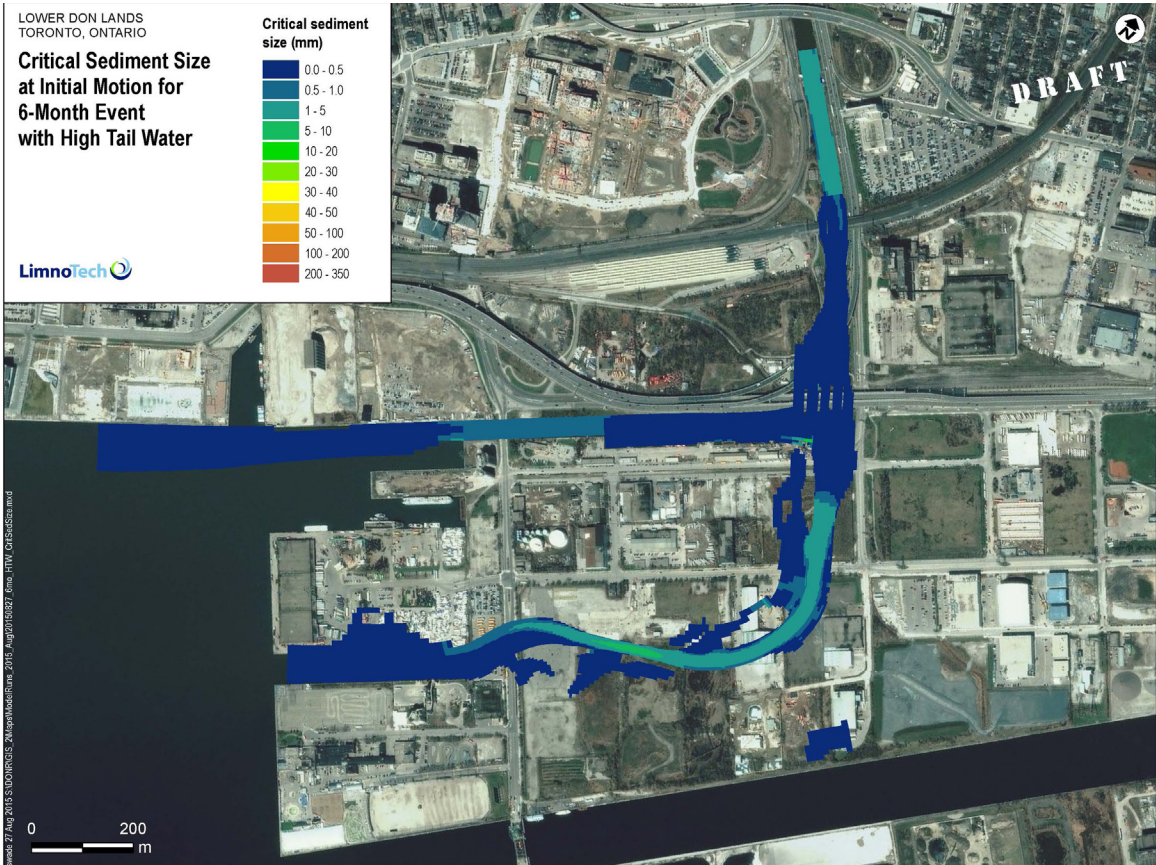 LOWER DON LANDS
TORONTO, ONTARIO
Critical Sediment Size
at Initial Motion for
6-Month Event
with High Tail Water
LimnoTech
Critical sediment
size (mm)
0.0 - 0.5
0.5 - 1.0
1 - 5
5 - 10
10 - 20
20 - 30
30 - 40
40 - 50
50 - 100
100 - 200
200 - 350
DRAFT
0 200
m